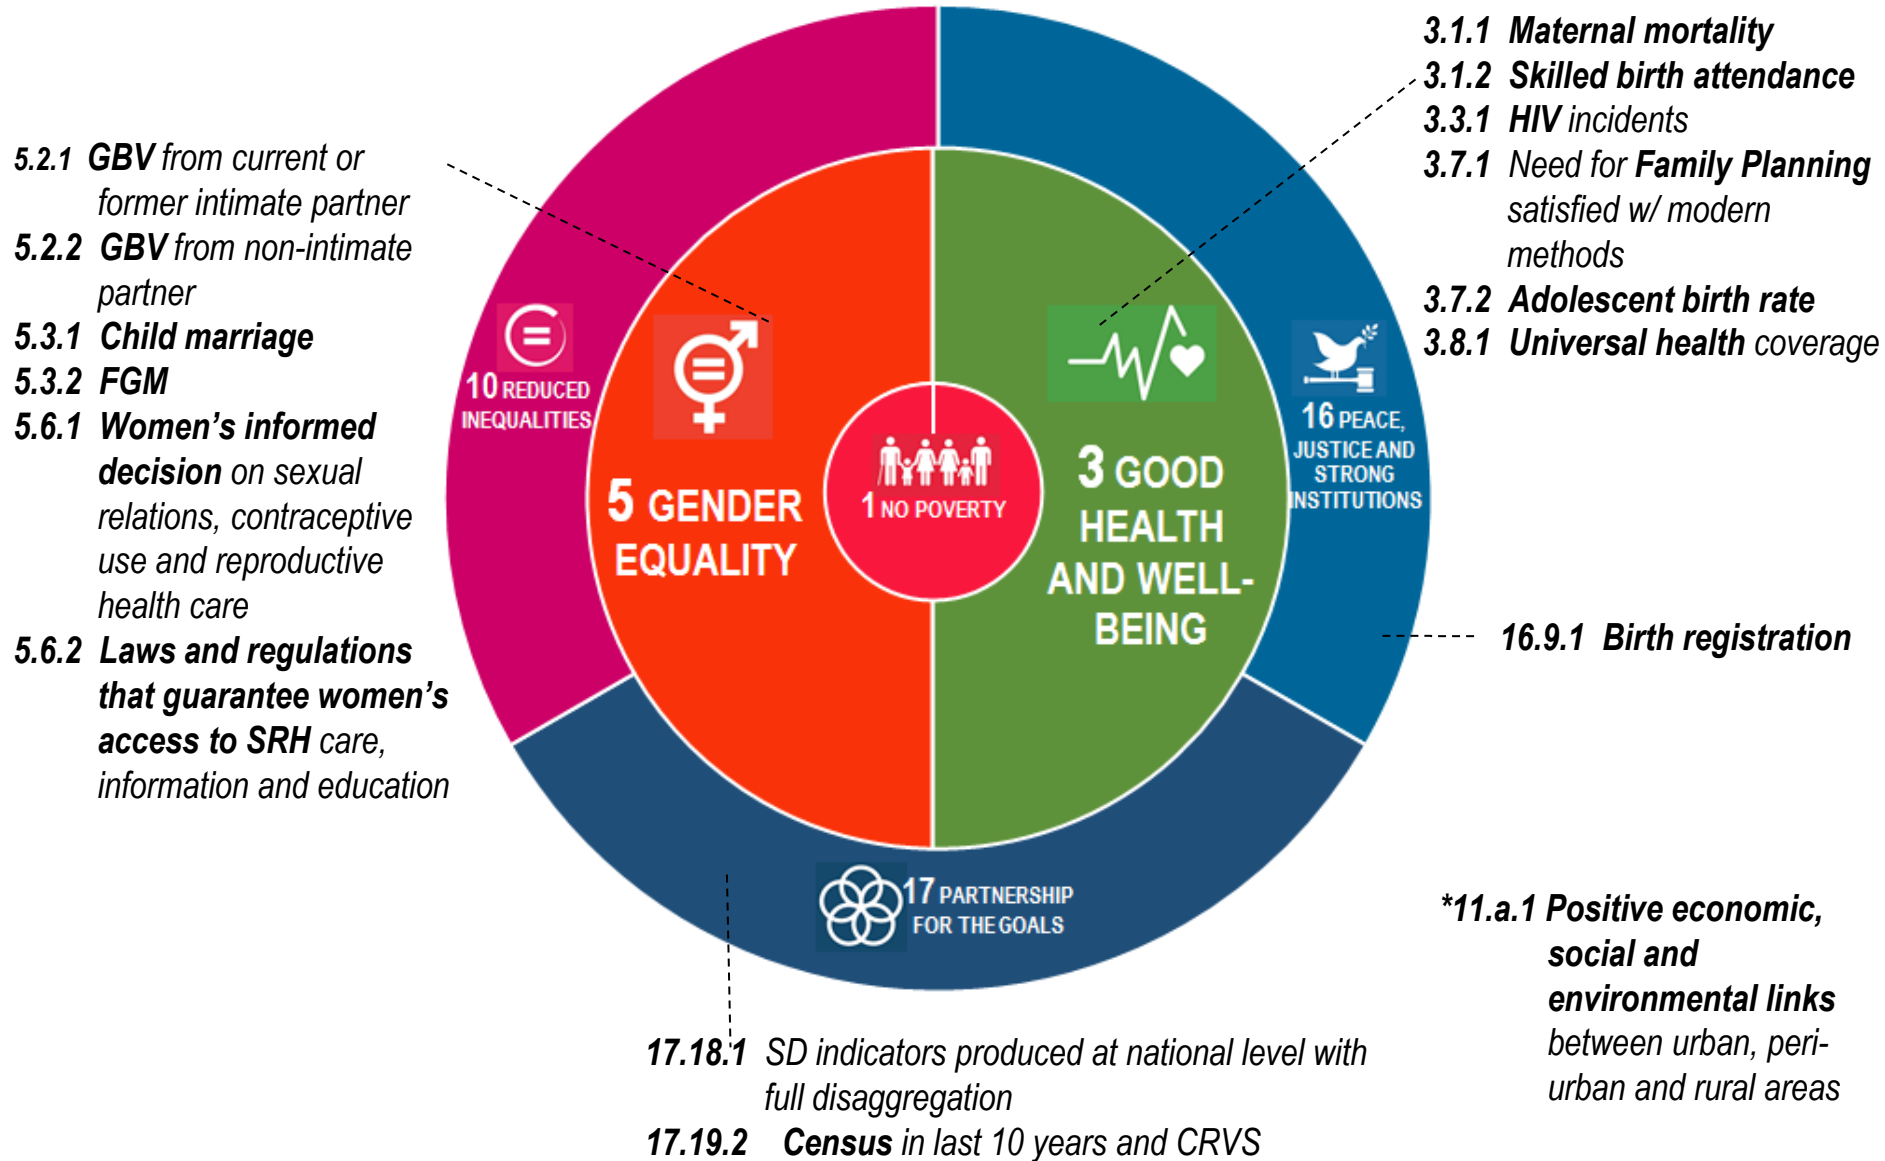 5.2.1 GBV from current or
former intimate partner
5.2.2 GBV from non-intimate
partner
5.3.1 Child marriage
5.3.2 FGM
5.6.1 Women’s informed
decision on sexual
relations, contraceptive
use and reproductive
health care
5.6.2 Laws and regulations
that guarantee women’s
access to SRH care,
information and education
10 REDUCED
INEQUALITIES
5 GENDER
EQUALITY
1 NO POVERTY
3 GOOD
HEALTH
AND WELL-
BEING
16 PEACE,
JUSTICE AND
STRONG
INSTITUTIONS
17 PARTNERSHIP
FOR THE GOALS
3.1.1 Maternal mortality
3.1.2 Skilled birth attendance
3.3.1 HIV incidents
3.7.1 Need for Family Planning
satisfied w/ modern
methods
3.7.2 Adolescent birth rate
3.8.1 Universal health coverage
16.9.1 Birth registration
*11.a.1 Positive economic,
social and
environmental links
between urban, peri-
urban and rural areas
17.18.1 SD indicators produced at national level with
full disaggregation
17.19.2 Census in last 10 years and CRVS